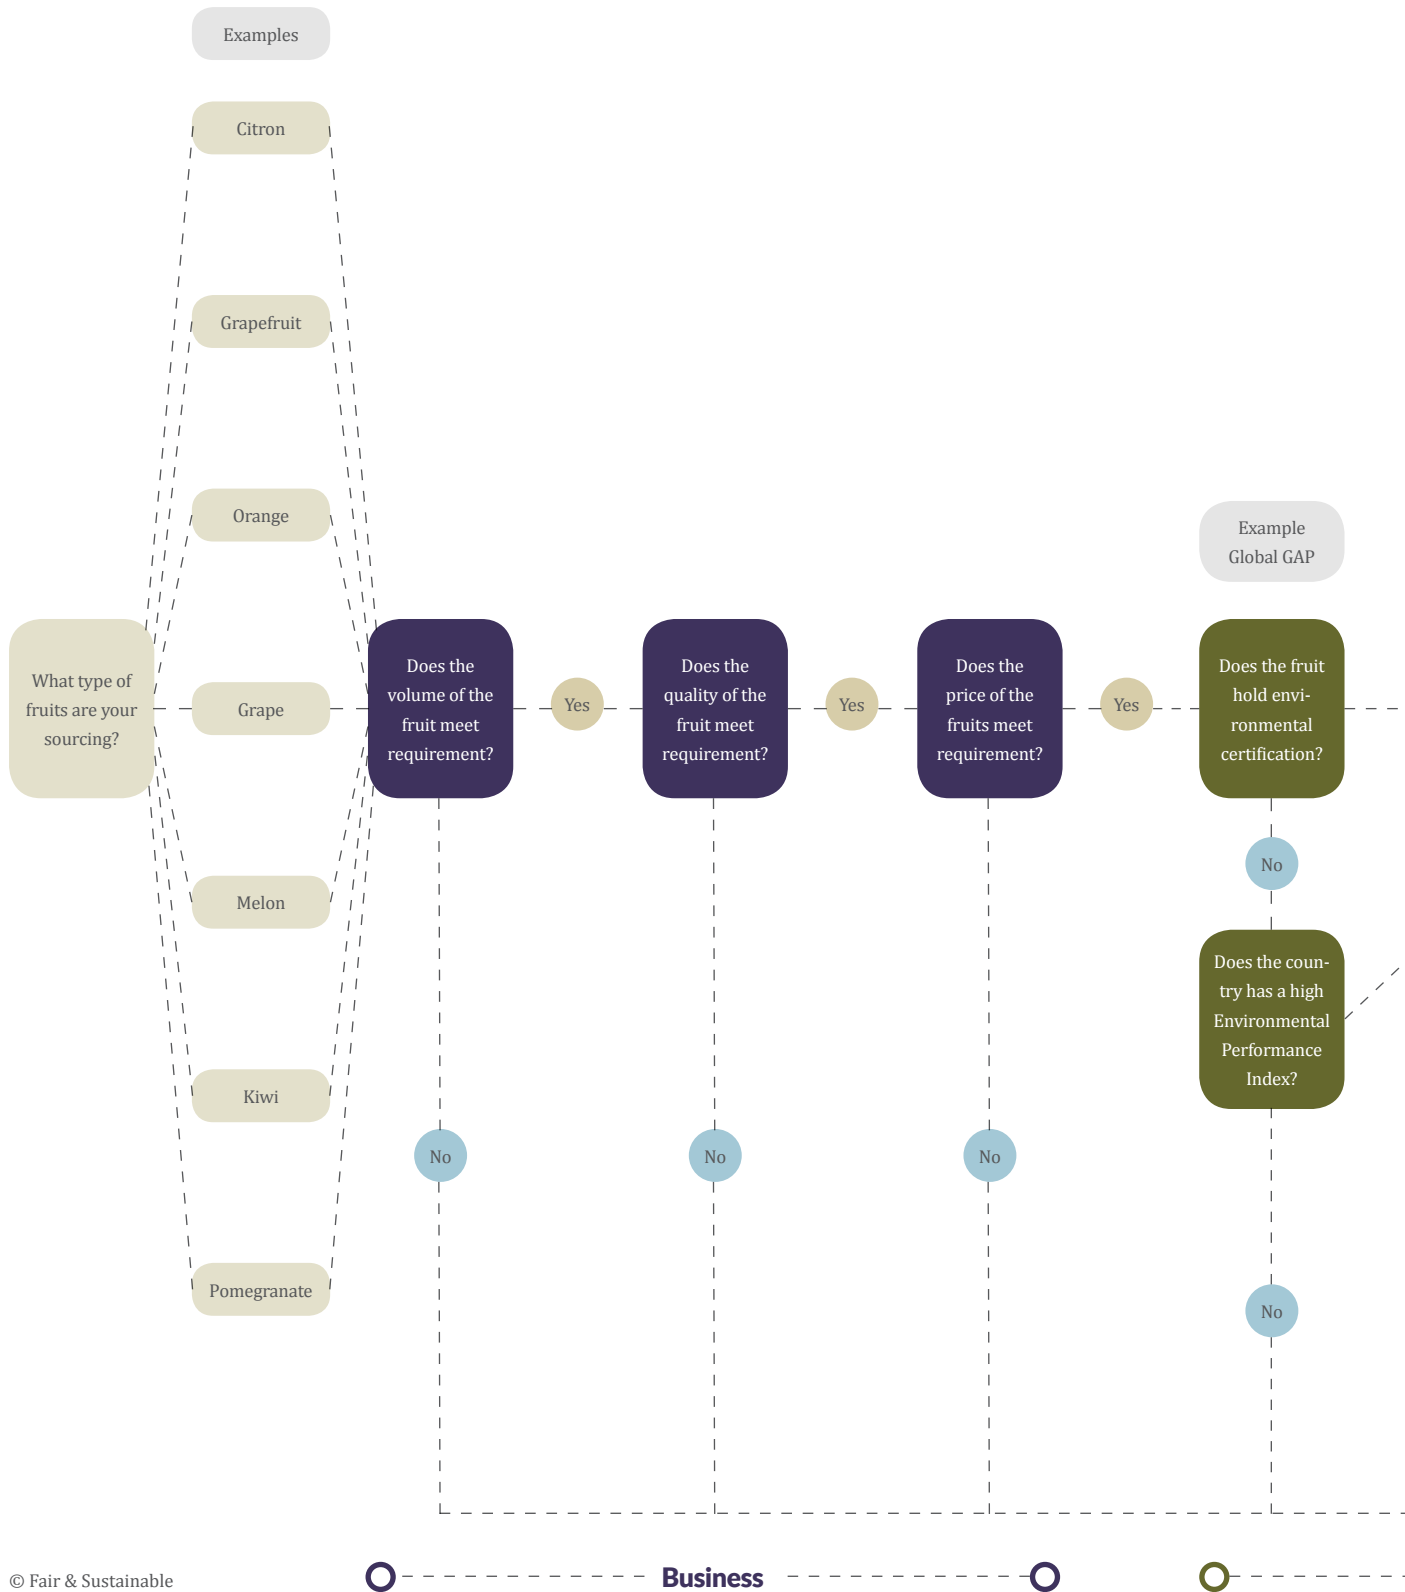 Examples
Citron
Grapefruit
Orange
Grape
Melon
Kiwi
Pomegranate
What type of
fruits are your
sourcing?
Does the
volume of the
fruit meet
requirement?
Yes
No
Does the
quality of the
fruit meet
requirement?
Yes
No
Does the
price of the
fruits meet
requirement?
Yes
No
Example
Global GAP
Does the fruit
hold envi-
ronmental
certification?
No
Does the coun-
try has a high
Environmental
Performance
Index?
No
© Fair & Sustainable
Business